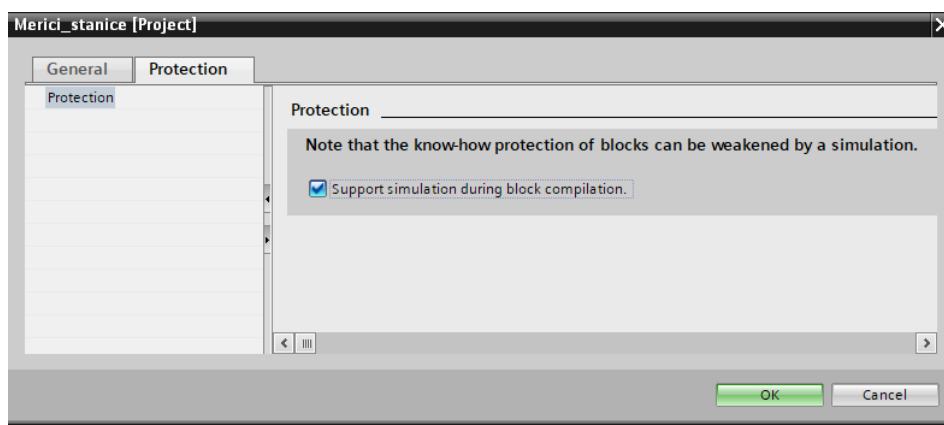 Merici_stanice [Project]
General
Protection
Protection
Protection
Note that the know-how protection of blocks can be weakened by a simulation.
Support simulation during block compilation.
OK
Cancel